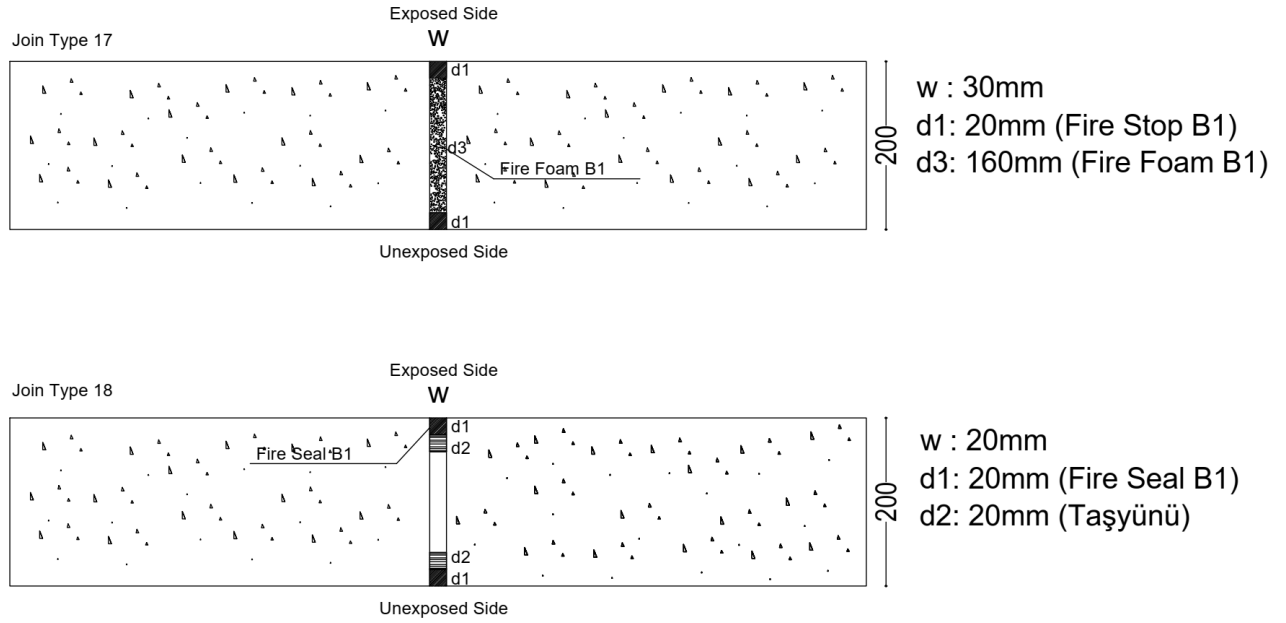 Exposed Side
W
Join Type 17
d1
d3
Fire Foam B1
d1
Unexposed Side
200
w : 30mm
d1: 20mm (Fire Stop B1)
d3: 160mm (Fire Foam B1)
Exposed Side
W
Join Type 18
d1
Fire Seal B1
d2
d2
d1
Unexposed Side
200
w : 20mm
d1: 20mm (Fire Seal B1)
d2: 20mm (Taşyünü)